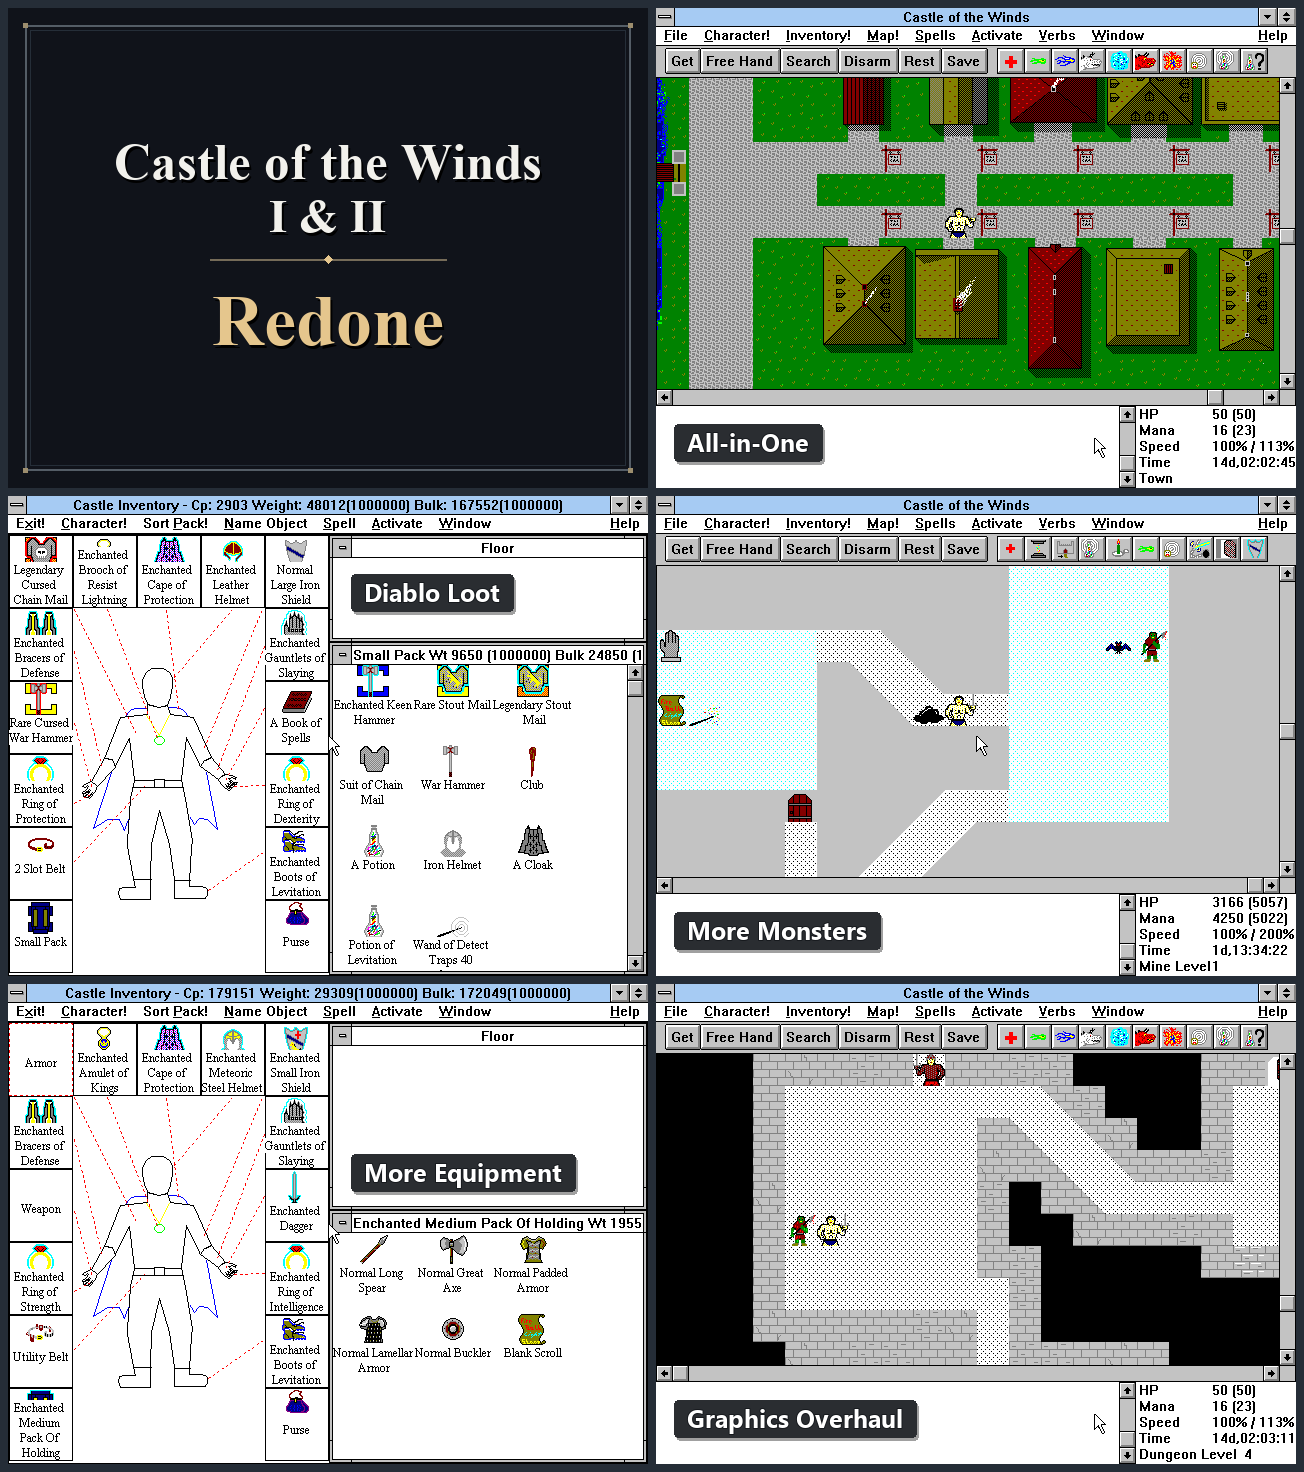 Castle of the Winds
I & II
Redone
Castle of the Winds
File Character! Inventory! Map! Spells Activate Verbs Window Help
Get Free Hand Search Disarm Rest Save
HP 50 (50)
Mana 16 (23)
Speed 100% / 113%
Time 14d,02:02:45
Town
All-in-One
Castle Inventory - Cp: 2903 Weight: 48012(1000000) Bulk: 167552(1000000)
Exit! Character! Sort Pack! Name Object Spell Activate Window Help
Legendary Cursed Chain Mail
Enchanted Brooch of Resist Lightning
Enchanted Cape of Protection
Enchanted Leather Helmet
Normal Large Iron Shield
Enchanted Bracers of Defense
Enchanted Gauntlets of Slaying
Rare Cursed War Hammer
A Book of Spells
Enchanted Ring of Protection
Enchanted Ring of Dexterity
2 Slot Belt
Enchanted Boots of Levitation
Small Pack
Purse
Floor
Diablo Loot
Small Pack Wt 9650 (1000000) Bulk 24850 (1
Enchanted Keen Hammer
Rare Stout Mail
Legendary Stout Mail
Suit of Chain Mail
War Hammer
Club
A Potion
Iron Helmet
A Cloak
Potion of Levitation
Wand of Detect Traps 40
Castle of the Winds
File Character! Inventory! Map! Spells Activate Verbs Window Help
Get Free Hand Search Disarm Rest Save
HP 3166 (5057)
Mana 4250 (5022)
Speed 100% / 200%
Time 1d,13:34:22
Mine Level1
More Monsters
Castle Inventory - Cp: 179151 Weight: 29309(1000000) Bulk: 172049(1000000)
Exit! Character! Sort Pack! Name Object Spell Activate Window Help
Armor
Enchanted Amulet of Kings
Enchanted Cape of Protection
Enchanted Meteoric Steel Helmet
Enchanted Small Iron Shield
Enchanted Bracers of Defense
Enchanted Gauntlets of Slaying
Weapon
Enchanted Dagger
Enchanted Ring of Strength
Enchanted Ring of Intelligence
Utility Belt
Enchanted Boots of Levitation
Enchanted Medium Pack Of Holding
Purse
Floor
More Equipment
Enchanted Medium Pack Of Holding Wt 1955
Normal Long Spear
Normal Great Axe
Normal Padded Armor
Normal Lamellar Armor
Normal Buckler
Blank Scroll
Castle of the Winds
File Character! Inventory! Map! Spells Activate Verbs Window Help
Get Free Hand Search Disarm Rest Save
HP 50 (50)
Mana 16 (23)
Speed 100% / 113%
Time 14d,02:03:11
Dungeon Level 4
Graphics Overhaul